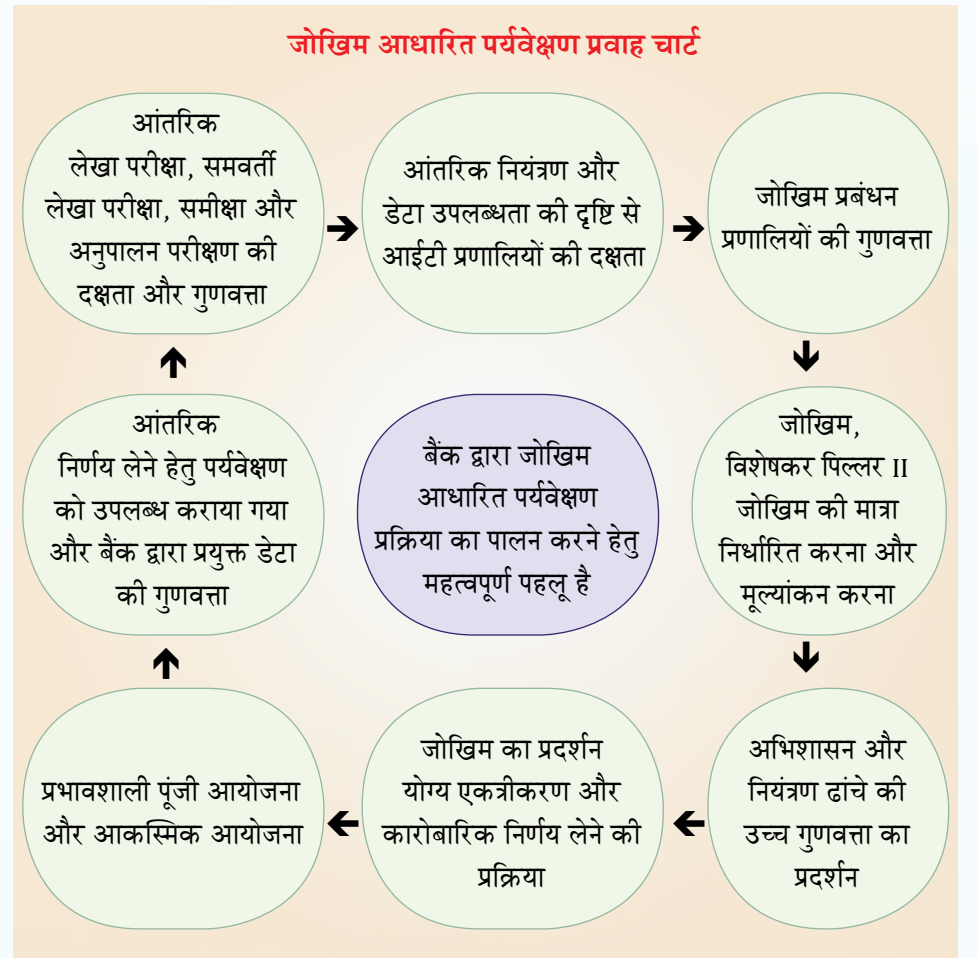 जोखिम आधारित पर्यवेक्षण प्रवाह चार्ट
आंतरिक
लेखा परीक्षा, समवर्ती
लेखा परीक्षा, समीक्षा और
अनुपालन परीक्षण की
दक्षता और गुणवत्ता
आंतरिक नियंत्रण और
डेटा उपलब्धता की दृष्टि से
आईटी प्रणालियों की दक्षता
जोखिम प्रबंधन
प्रणालियों की गुणवत्ता
जोखिम,
विशेषकर पिल्लर II
जोखिम की मात्रा
निर्धारित करना और
मूल्यांकन करना
अभिशासन और
नियंत्रण ढांचे की
उच्च गुणवत्ता का
प्रदर्शन
जोखिम का प्रदर्शन
योग्य एकत्रीकरण और
कारोबारिक निर्णय लेने की
प्रक्रिया
प्रभावशाली पूंजी आयोजना
और आकस्मिक आयोजना
आंतरिक
निर्णय लेने हेतु पर्यवेक्षण
को उपलब्ध कराया गया
और बैंक द्वारा प्रयुक्त डेटा
की गुणवत्ता
बैंक द्वारा जोखिम
आधारित पर्यवेक्षण
प्रक्रिया का पालन करने हेतु
महत्वपूर्ण पहलू है